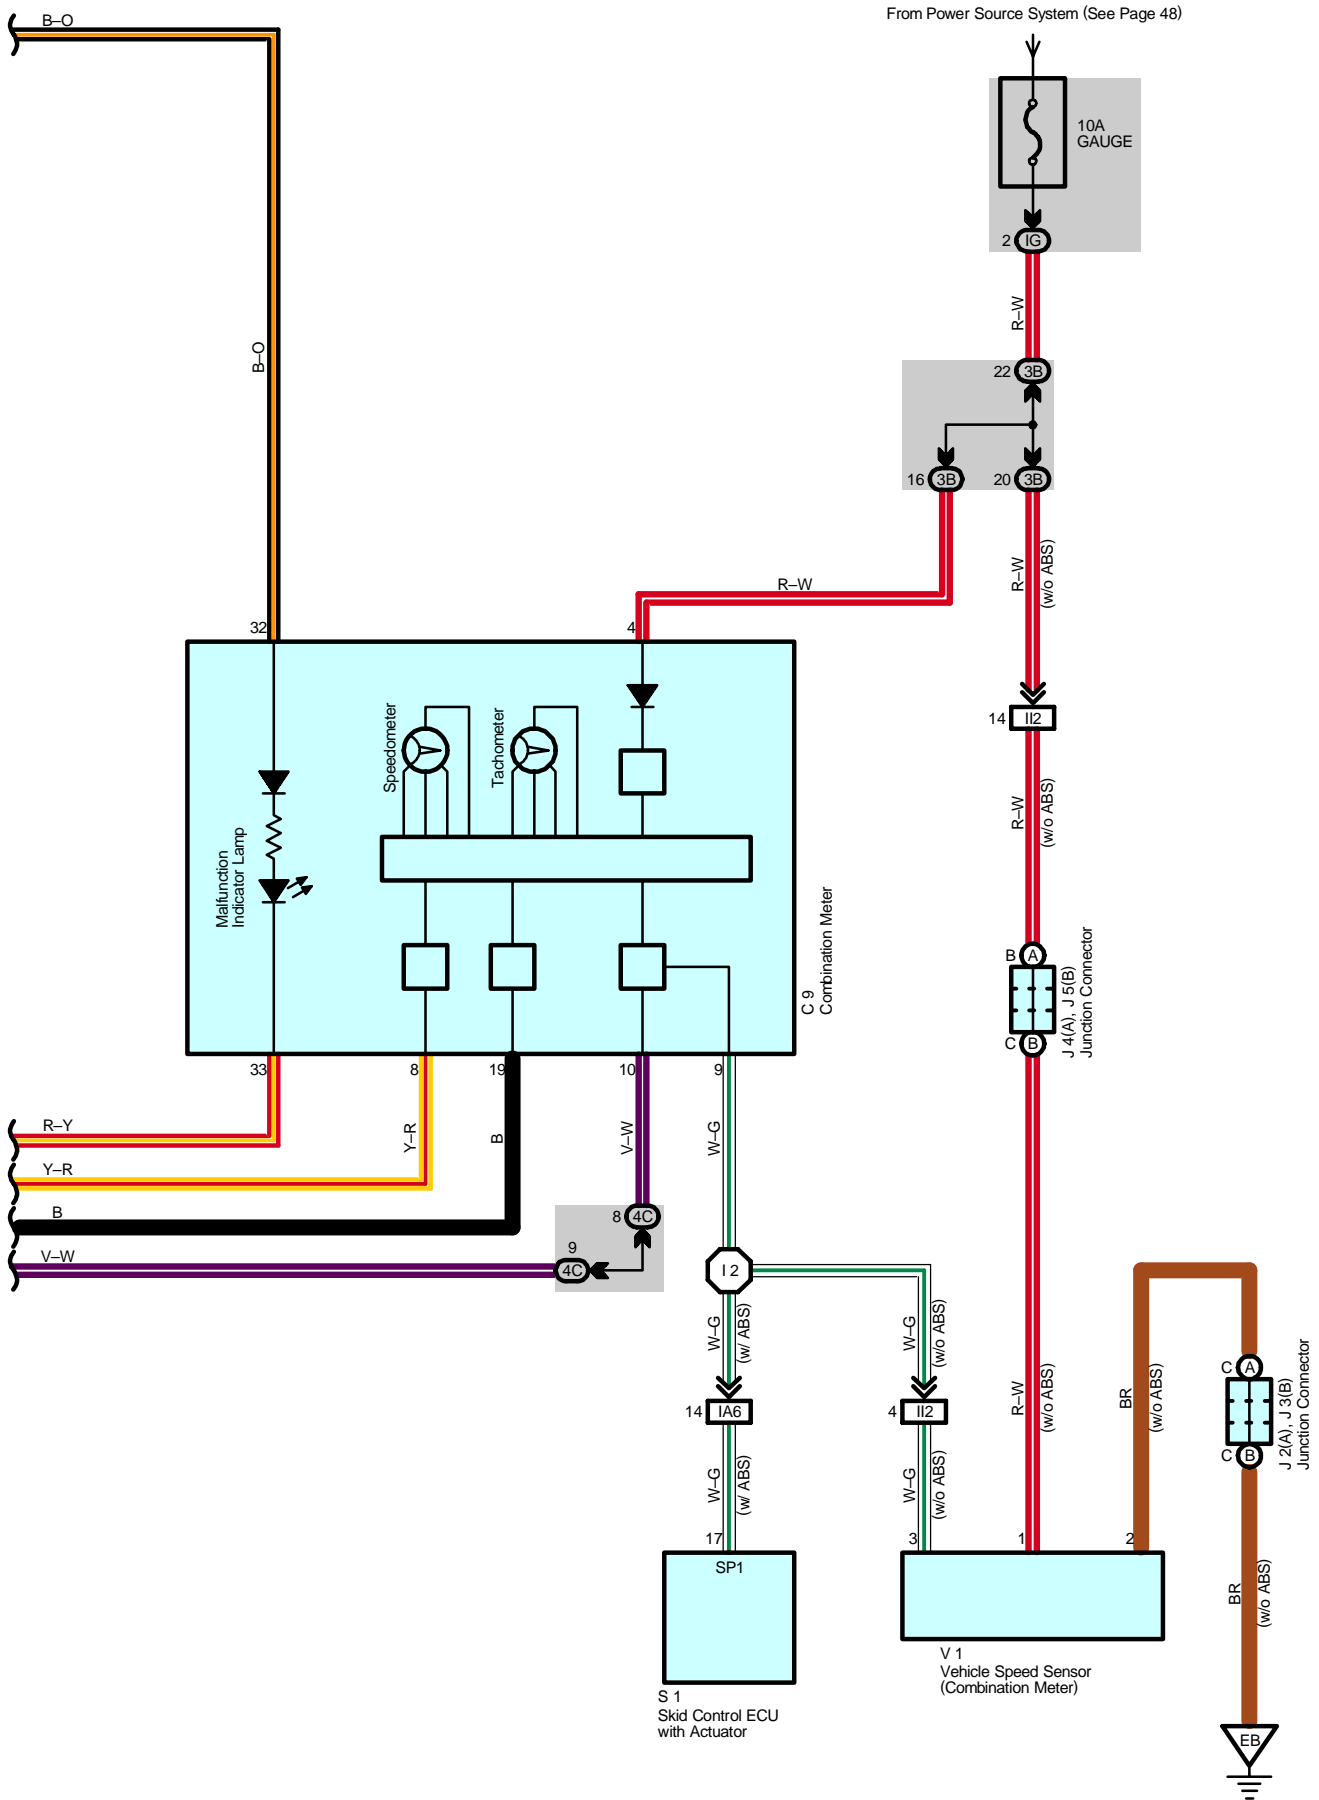 From Power Source System (See Page 48)
B–O
10A
GAUGE
2 IG
R–W
B–O
22 3B
16 3B
20 3B
R–W
(w/o ABS)
R–W
32
4
14 II2
Speedometer
Tachometer
R–W
(w/o ABS)
Malfunction
Indicator Lamp
C 9
Combination Meter
B A
J 4(A), J 5(B)
Junction Connector
C B
33
8
19
10
9
R–Y
Y–R
B
V–W
W–G
Y–R
B
8 4C
V–W
9
4C
I 2
W–G
(w/ ABS)
W–G
(w/o ABS)
R–W
(w/o ABS)
BR
(w/o ABS)
C A
J 2(A), J 3(B)
Junction Connector
C B
14 IA6
4 II2
W–G
(w/ ABS)
W–G
(w/o ABS)
17
3
1
2
SP1
BR
(w/o ABS)
V 1
Vehicle Speed Sensor
(Combination Meter)
S 1
Skid Control ECU
with Actuator
EB